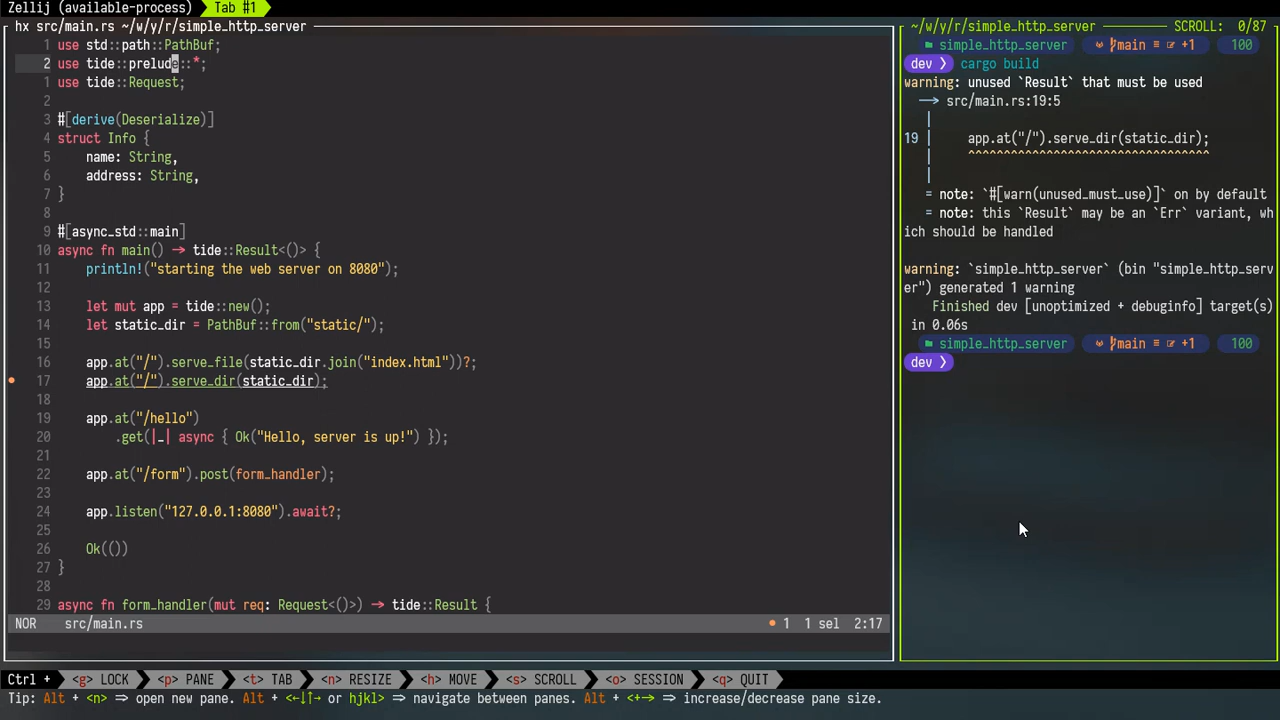 Zellij (available-process) Tab #1
hx src/main.rs ~/w/y/r/simple_http_server
1 use std::path::PathBuf;
2 use tide::prelude::*;
1 use tide::Request;
2
3 #[derive(Deserialize)]
4 struct Info {
5 name: String,
6 address: String,
7 }
8
9 #[async_std::main]
10 async fn main() → tide::Result<()> {
11 println!("starting the web server on 8080");
12
13 let mut app = tide::new();
14 let static_dir = PathBuf::from("static/");
15
16 app.at("/").serve_file(static_dir.join("index.html"))?;
17 app.at("/").serve_dir(static_dir);
18
19 app.at("/hello")
20 .get(|_| async { Ok("Hello, server is up!") });
21
22 app.at("/form").post(form_handler);
23
24 app.listen("127.0.0.1:8080").await?;
25
26 Ok(())
27 }
28
29 async fn form_handler(mut req: Request<()>) → tide::Result {
NOR src/main.rs ● 1 1 sel 2:17
~/w/y/r/simple_http_server SCROLL: 0/87
simple_http_server main ≡ +1 100
dev ❯ cargo build
warning: unused `Result` that must be used
→ src/main.rs:19:5
|
19 | app.at("/").serve_dir(static_dir);
| ^^^^^^^^^^^^^^^^^^^^^^^^^^^^^^^^^^
|
= note: `#[warn(unused_must_use)]` on by default
= note: this `Result` may be an `Err` variant, wh
ich should be handled
warning: `simple_http_server` (bin "simple_http_serv
er") generated 1 warning
Finished dev [unoptimized + debuginfo] target(s)
in 0.06s
simple_http_server main ≡ +1 100
dev ❯
Ctrl + <g> LOCK <p> PANE <t> TAB <n> RESIZE <h> MOVE <s> SCROLL <o> SESSION <q> QUIT
Tip: Alt + <n> ⇒ open new pane. Alt + <←↓↑→ or hjkl> ⇒ navigate between panes. Alt + <+→> ⇒ increase/decrease pane size.